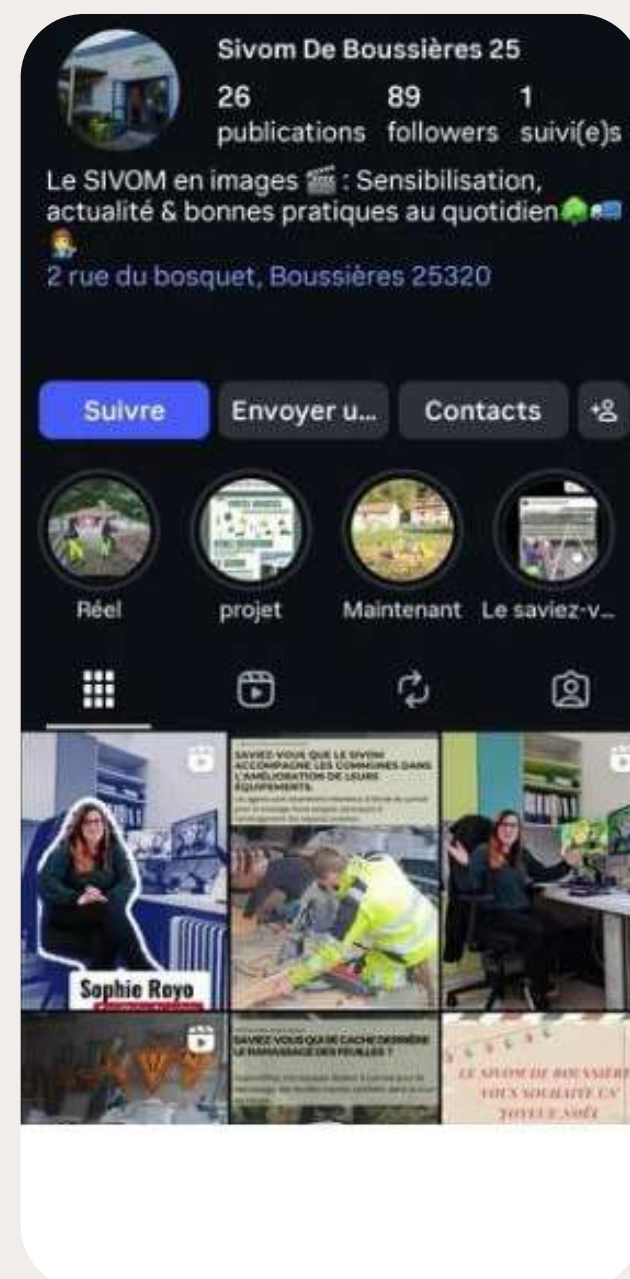 Sivom De Boussières 25
26 89 1
publications followers suivi(e)s
Le SIVOM en images 🎬 : Sensibilisation,
actualité & bonnes pratiques au quotidien🌳🚛
👩‍🎨
2 rue du bosquet, Boussières 25320
Suivre Envoyer u... Contacts
Réel projet Maintenant Le saviez-v...
SAVIEZ-VOUS QUE LE SIVOM
ACCOMPAGNE LES COMMUNES DANS
L'AMÉLIORATION DE LEURS
ÉQUIPEMENTS
Sophie Royo
SAVIEZ-VOUS QUI SE CACHE DERRIÈRE
LE RAMASSAGE DES FEUILLES ?
LE SIVOM DE BOUSSIÈRE
VOUS SOUHAITE UN
JOYEUX NOËL